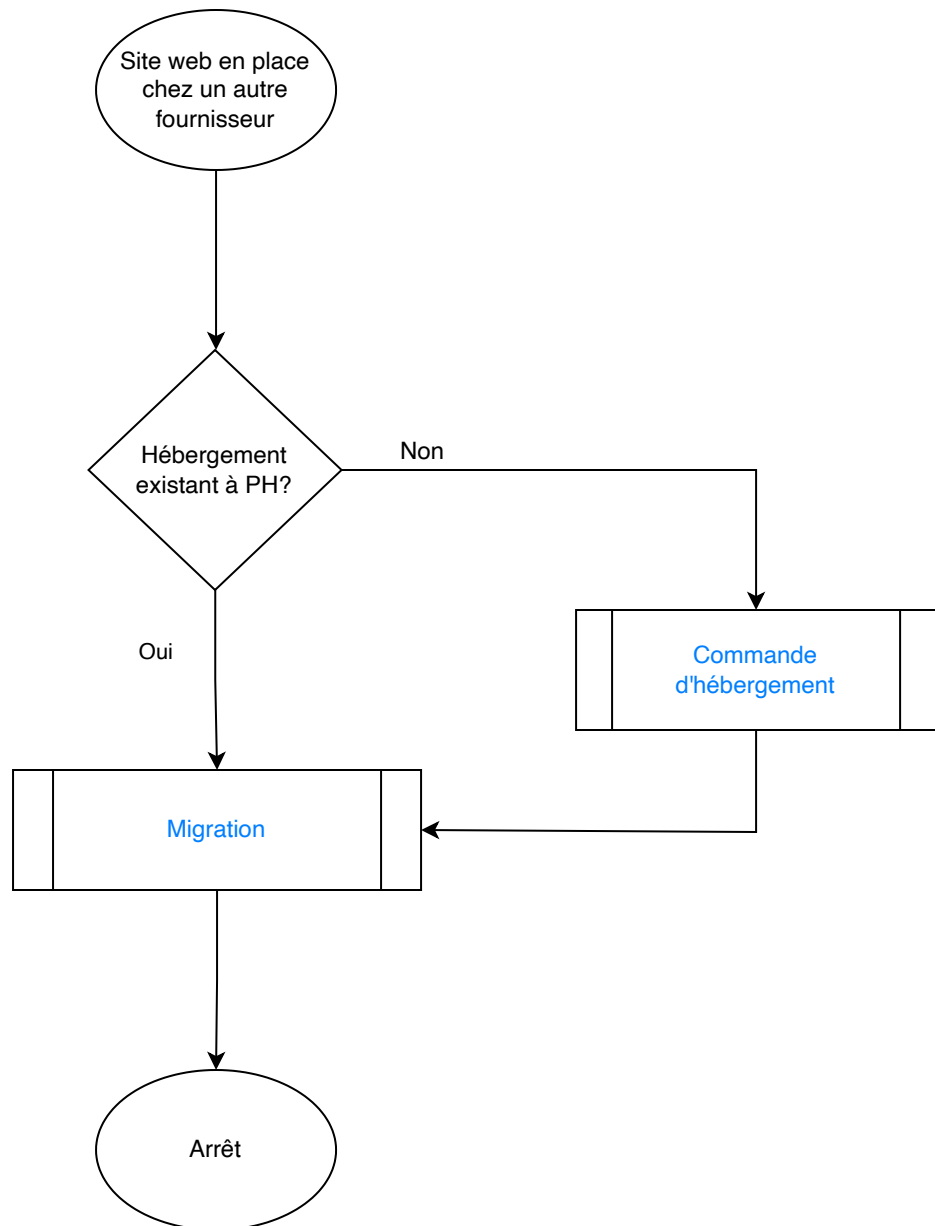 Site web en place
chez un autre
fournisseur
Hébergement
existant à PH?
Non
Oui
Commande
d'hébergement
Migration
Arrêt